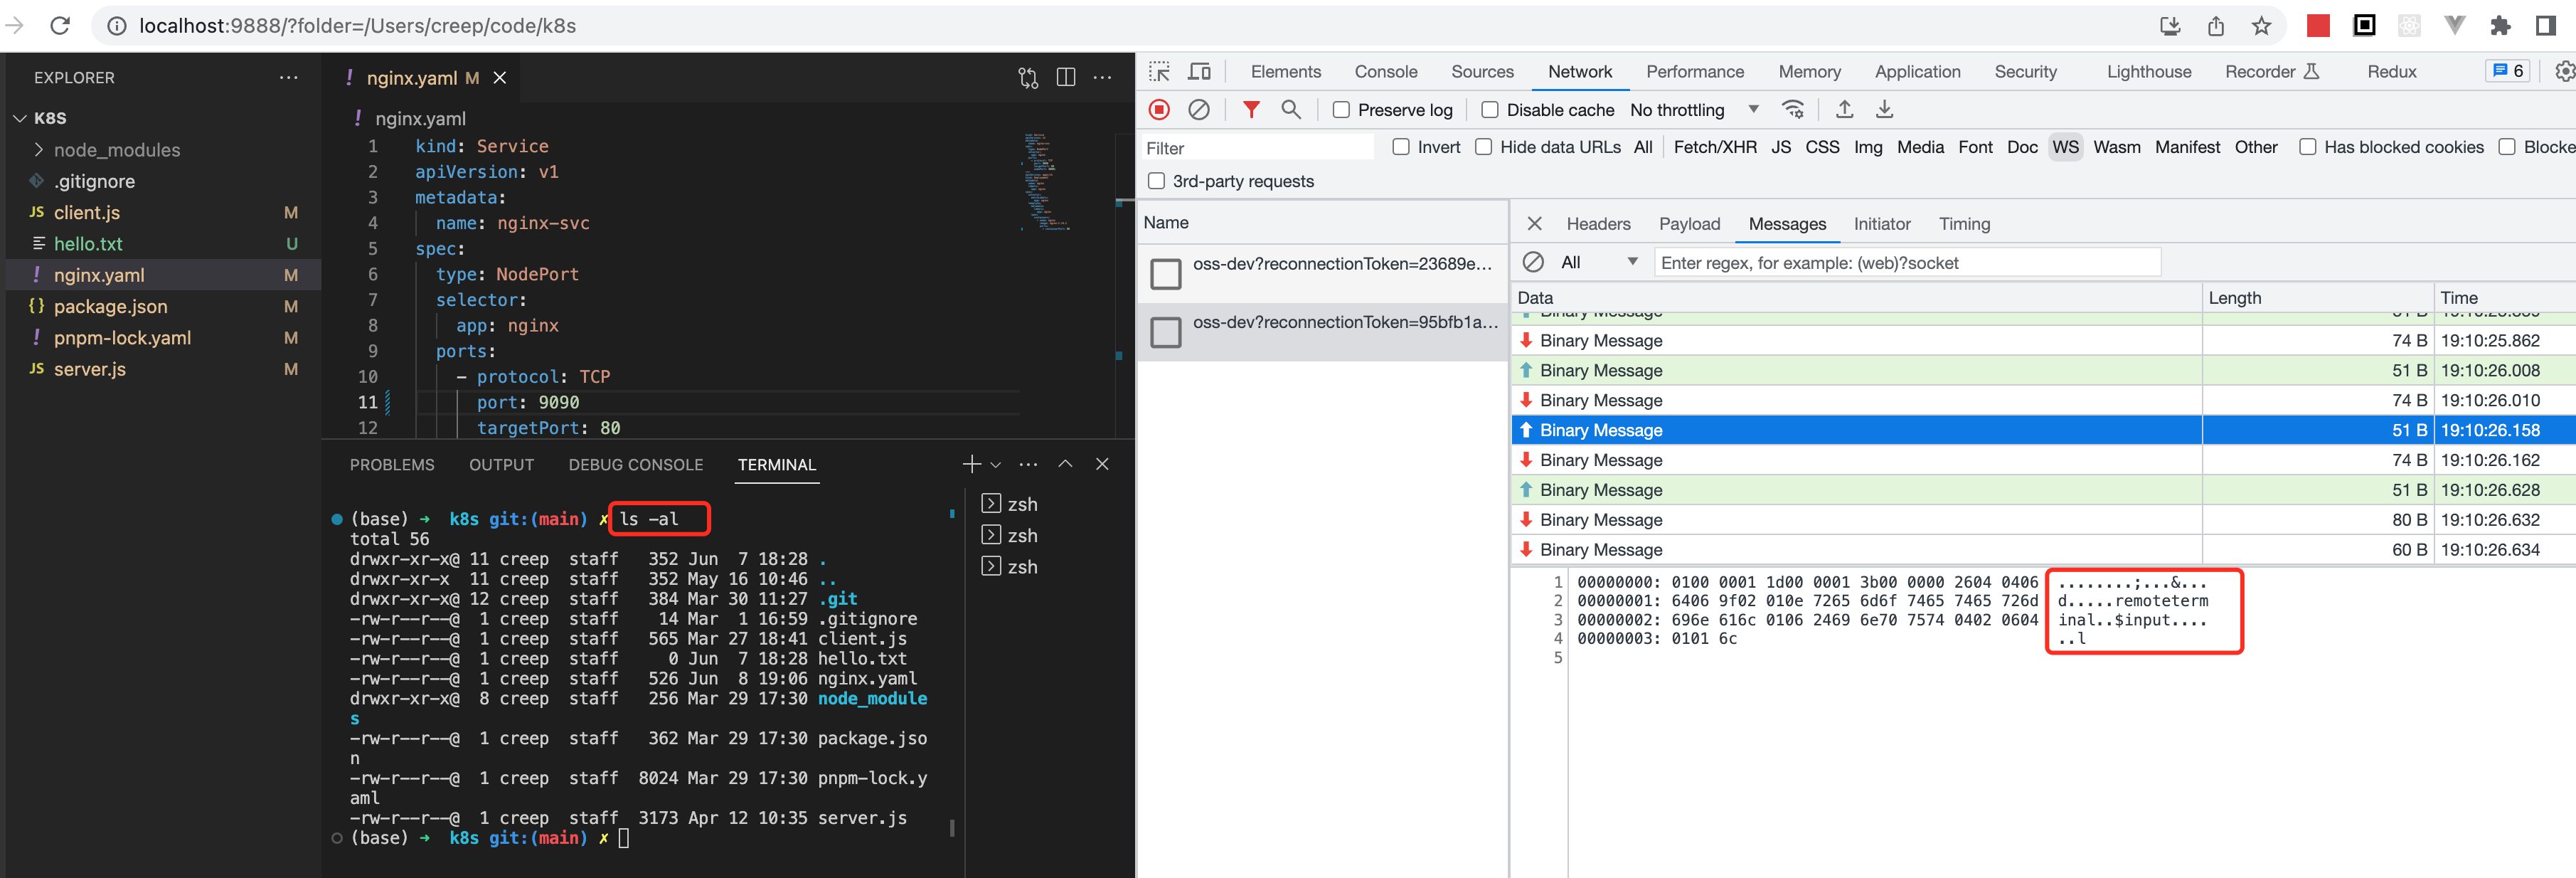 localhost:9888/?folder=/Users/creep/code/k8s
EXPLORER
K8S
node_modules
.gitignore
JS client.js M
hello.txt U
! nginx.yaml M
{} package.json M
! pnpm-lock.yaml M
JS server.js M
! nginx.yaml M
! nginx.yaml
1 kind: Service
2 apiVersion: v1
3 metadata:
4 name: nginx-svc
5 spec:
6 type: NodePort
7 selector:
8 app: nginx
9 ports:
10 - protocol: TCP
11 port: 9090
12 targetPort: 80
PROBLEMS OUTPUT DEBUG CONSOLE TERMINAL
(base) ➜ k8s git:(main) ✗ ls -al
total 56
drwxr-xr-x@ 11 creep staff 352 Jun 7 18:28 .
drwxr-xr-x 11 creep staff 352 May 16 10:46 ..
drwxr-xr-x@ 12 creep staff 384 Mar 30 11:27 .git
-rw-r--r--@ 1 creep staff 14 Mar 1 16:59 .gitignore
-rw-r--r--@ 1 creep staff 565 Mar 27 18:41 client.js
-rw-r--r--@ 1 creep staff 0 Jun 7 18:28 hello.txt
-rw-r--r--@ 1 creep staff 526 Jun 8 19:06 nginx.yaml
drwxr-xr-x@ 8 creep staff 256 Mar 29 17:30 node_module
s
-rw-r--r--@ 1 creep staff 362 Mar 29 17:30 package.jso
n
-rw-r--r--@ 1 creep staff 8024 Mar 29 17:30 pnpm-lock.y
aml
-rw-r--r--@ 1 creep staff 3173 Apr 12 10:35 server.js
(base) ➜ k8s git:(main) ✗
zsh
zsh
zsh
Elements Console Sources Network Performance Memory Application Security Lighthouse Recorder Redux 6
Preserve log Disable cache No throttling
Filter Invert Hide data URLs All Fetch/XHR JS CSS Img Media Font Doc WS Wasm Manifest Other Has blocked cookies Blocke
3rd-party requests
Name
oss-dev?reconnectionToken=23689e...
oss-dev?reconnectionToken=95bfb1a...
Headers Payload Messages Initiator Timing
All Enter regex, for example: (web)?socket
Data Length Time
Binary Message 51 B
Binary Message 74 B 19:10:25.862
Binary Message 51 B 19:10:26.008
Binary Message 74 B 19:10:26.010
Binary Message 51 B 19:10:26.158
Binary Message 74 B 19:10:26.162
Binary Message 51 B 19:10:26.628
Binary Message 80 B 19:10:26.632
Binary Message 60 B 19:10:26.634
1 00000000: 0100 0001 1d00 0001 3b00 0000 2604 0406 ........;...&...
2 00000001: 6406 9f02 010e 7265 6d6f 7465 7465 726d d.....remoteterm
3 00000002: 696e 616c 0106 2469 6e70 7574 0402 0604 inal..$input....
4 00000003: 0101 6c ..l
5